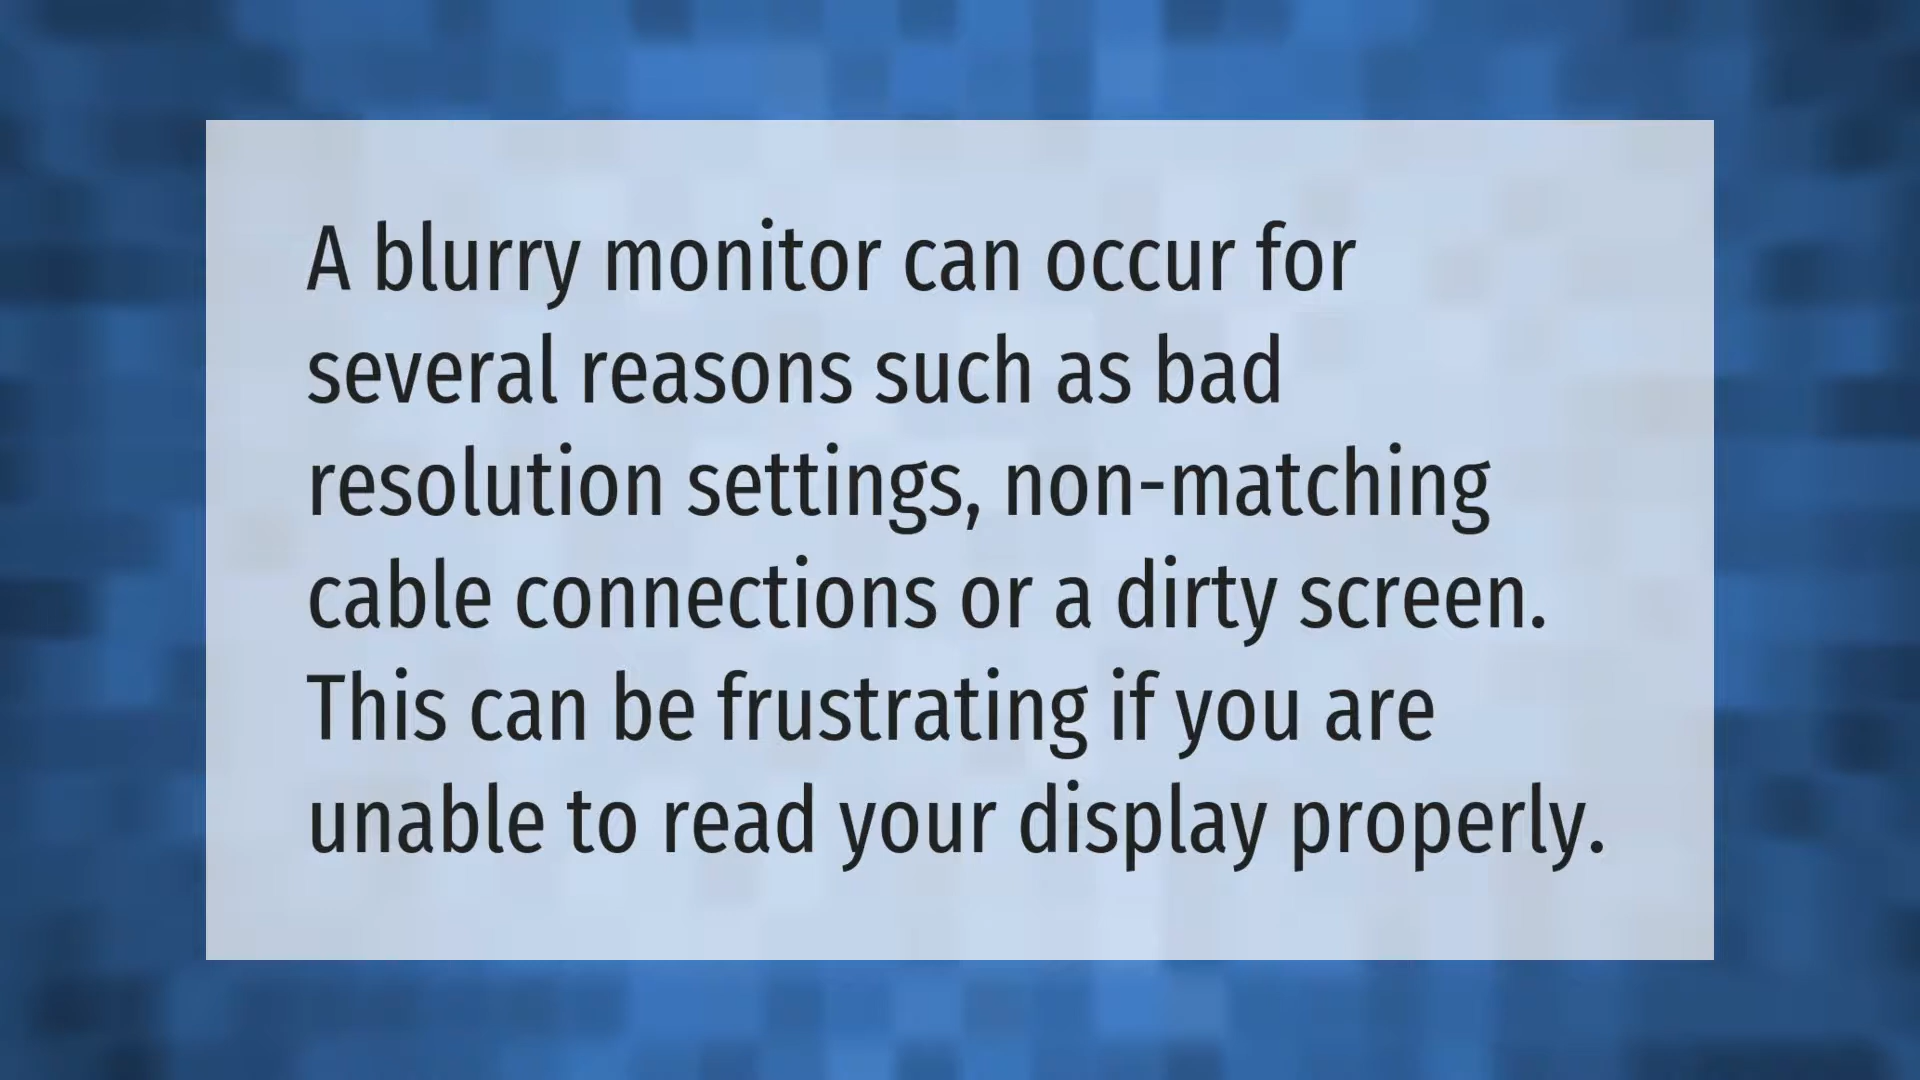 A blurry monitor can occur for
several reasons such as bad
resolution settings, non-matching
cable connections or a dirty screen.
This can be frustrating if you are
unable to read your display properly.